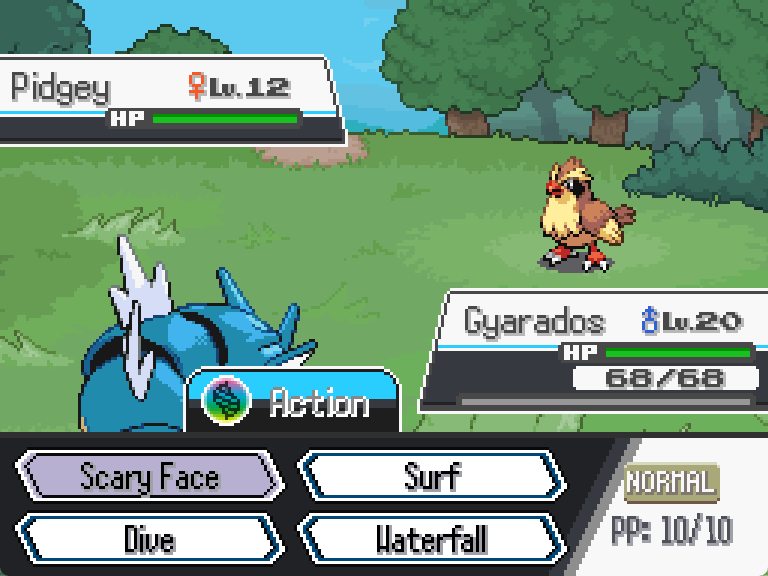 Pidgey ♀Lv.12
HP
Gyarados ♂Lv.20
HP
68/68
Action
Scary Face
Surf
NORMAL
Dive
Waterfall
PP: 10/10